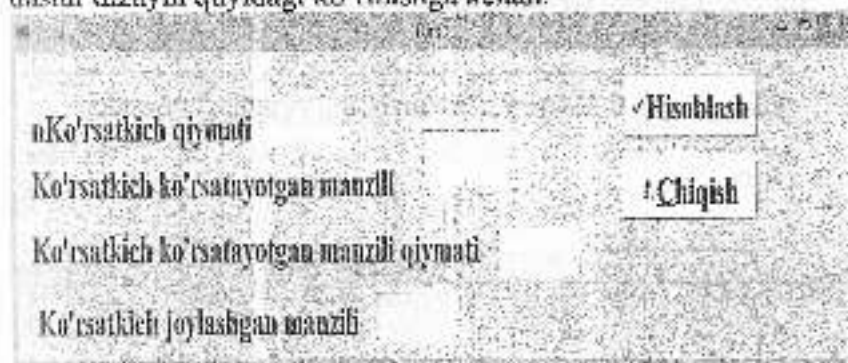 nKo'rsatkich qiymati
Hisoblash
Ko'rsatkich ko'rsatayotgan manzili
Chiqish
Ko'rsatkich ko'rsatayotgan manzili qiymati
Ko'rsatkich joylashgan manzili